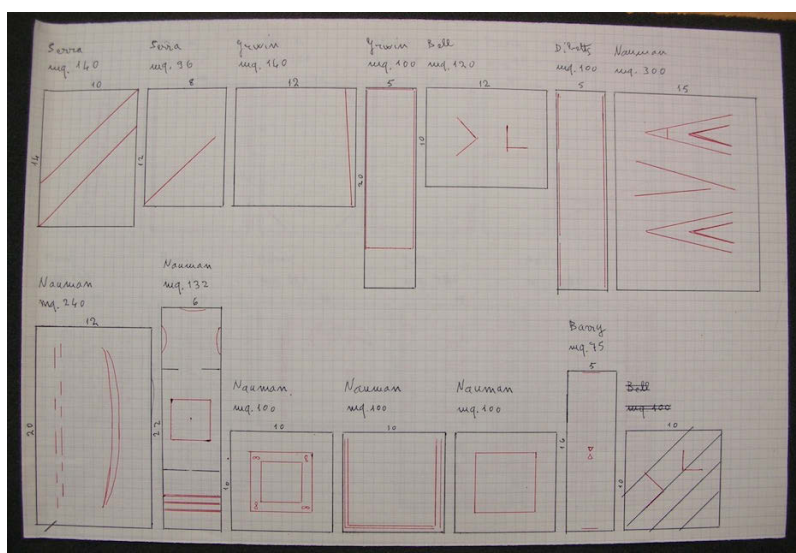 Serra
mq. 140
10
14
Serra
mq. 96
8
12
Irwin
mq. 140
12
Irwin
mq. 100
5
20
Bell
mq. 120
12
10
Dibbets
mq. 100
5
Nauman
mq. 300
15
Nauman
mq. 240
12
20
Nauman
mq. 132
6
22
Nauman
mq. 100
10
10
Nauman
mq. 100
10
Nauman
mq. 100
10
Barry
mq. 75
5
Bell
mq. 100
10
10